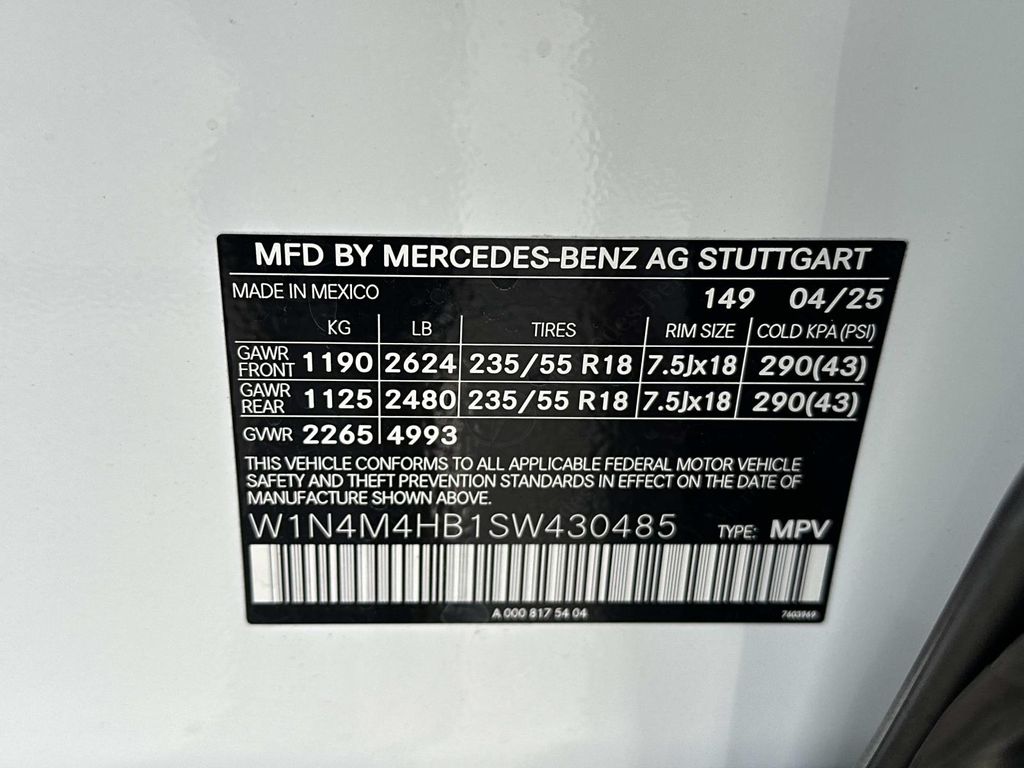 MFD BY MERCEDES-BENZ AG STUTTGART
MADE IN MEXICO 149 04/25
KG LB TIRES RIM SIZE COLD KPA (PSI)
GAWR FRONT 1190 2624 235/55 R18 7.5Jx18 290(43)
GAWR REAR 1125 2480 235/55 R18 7.5Jx18 290(43)
GVWR 2265 4993
THIS VEHICLE CONFORMS TO ALL APPLICABLE FEDERAL MOTOR VEHICLE
SAFETY AND THEFT PREVENTION STANDARDS IN EFFECT ON THE DATE OF
MANUFACTURE SHOWN ABOVE.
W1N4M4HB1SW430485 TYPE: MPV
A 000 817 54 04 7603969